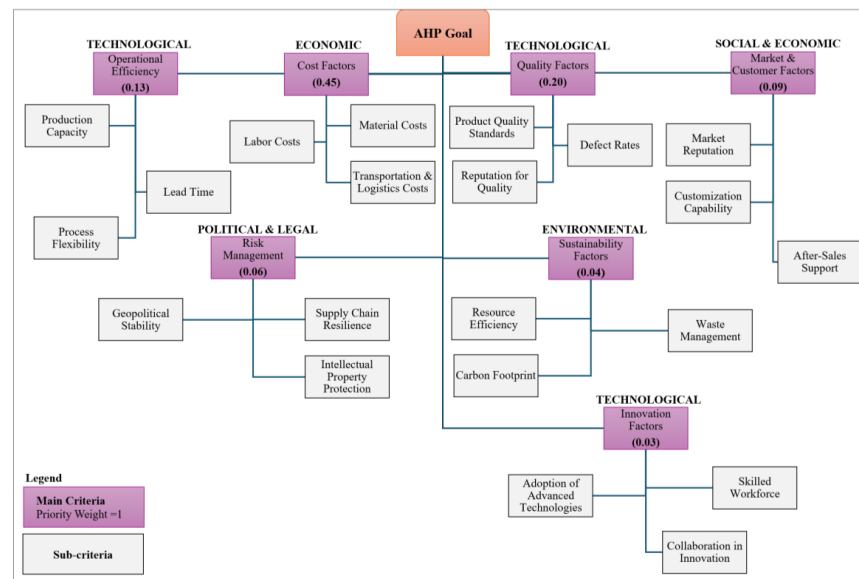 AHP Goal
TECHNOLOGICAL
Operational
Efficiency
(0.13)
ECONOMIC
Cost Factors
(0.45)
TECHNOLOGICAL
Quality Factors
(0.20)
SOCIAL & ECONOMIC
Market &
Customer Factors
(0.09)
Production
Capacity
Lead Time
Process
Flexibility
Labor Costs
Material Costs
Transportation &
Logistics Costs
Product Quality
Standards
Defect Rates
Reputation for
Quality
Market
Reputation
Customization
Capability
After-Sales
Support
POLITICAL & LEGAL
Risk
Management
(0.06)
ENVIRONMENTAL
Sustainability
Factors
(0.04)
Geopolitical
Stability
Supply Chain
Resilience
Intellectual
Property
Protection
Resource
Efficiency
Waste
Management
Carbon Footprint
TECHNOLOGICAL
Innovation
Factors
(0.03)
Adoption of
Advanced
Technologies
Skilled
Workforce
Collaboration in
Innovation
Legend
Main Criteria
Priority Weight =1
Sub-criteria